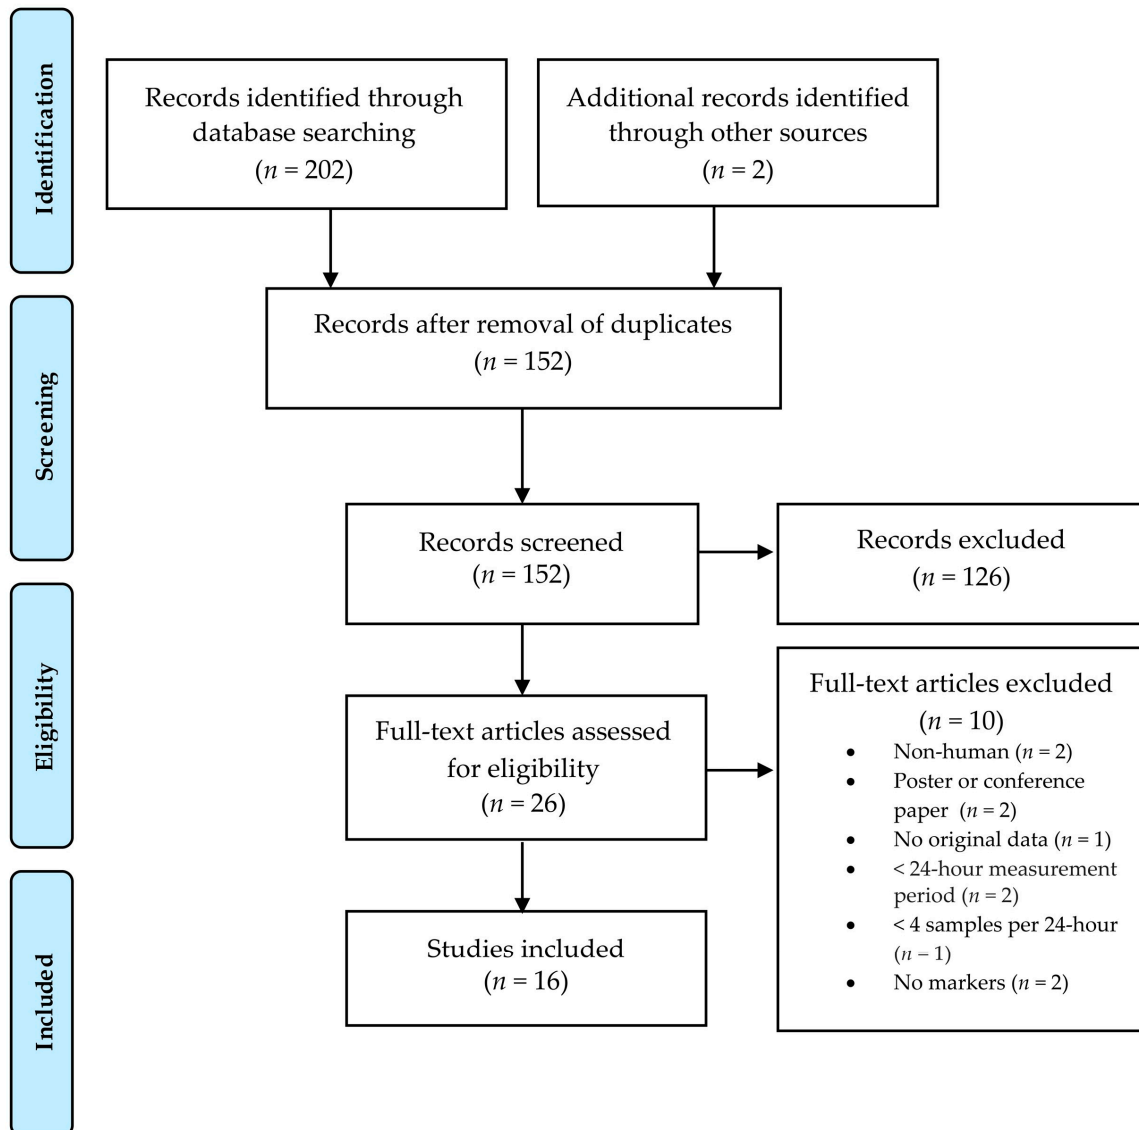 Identification
Records identified through
database searching
(n = 202)
Additional records identified
through other sources
(n = 2)
Records after removal of duplicates
(n = 152)
Screening
Records screened
(n = 152)
Records excluded
(n = 126)
Eligibility
Full-text articles assessed
for eligibility
(n = 26)
Full-text articles excluded
(n = 10)
• Non-human (n = 2)
• Poster or conference
paper (n = 2)
• No original data (n = 1)
• < 24-hour measurement
period (n = 2)
• < 4 samples per 24-hour
(n − 1)
• No markers (n = 2)
Included
Studies included
(n = 16)